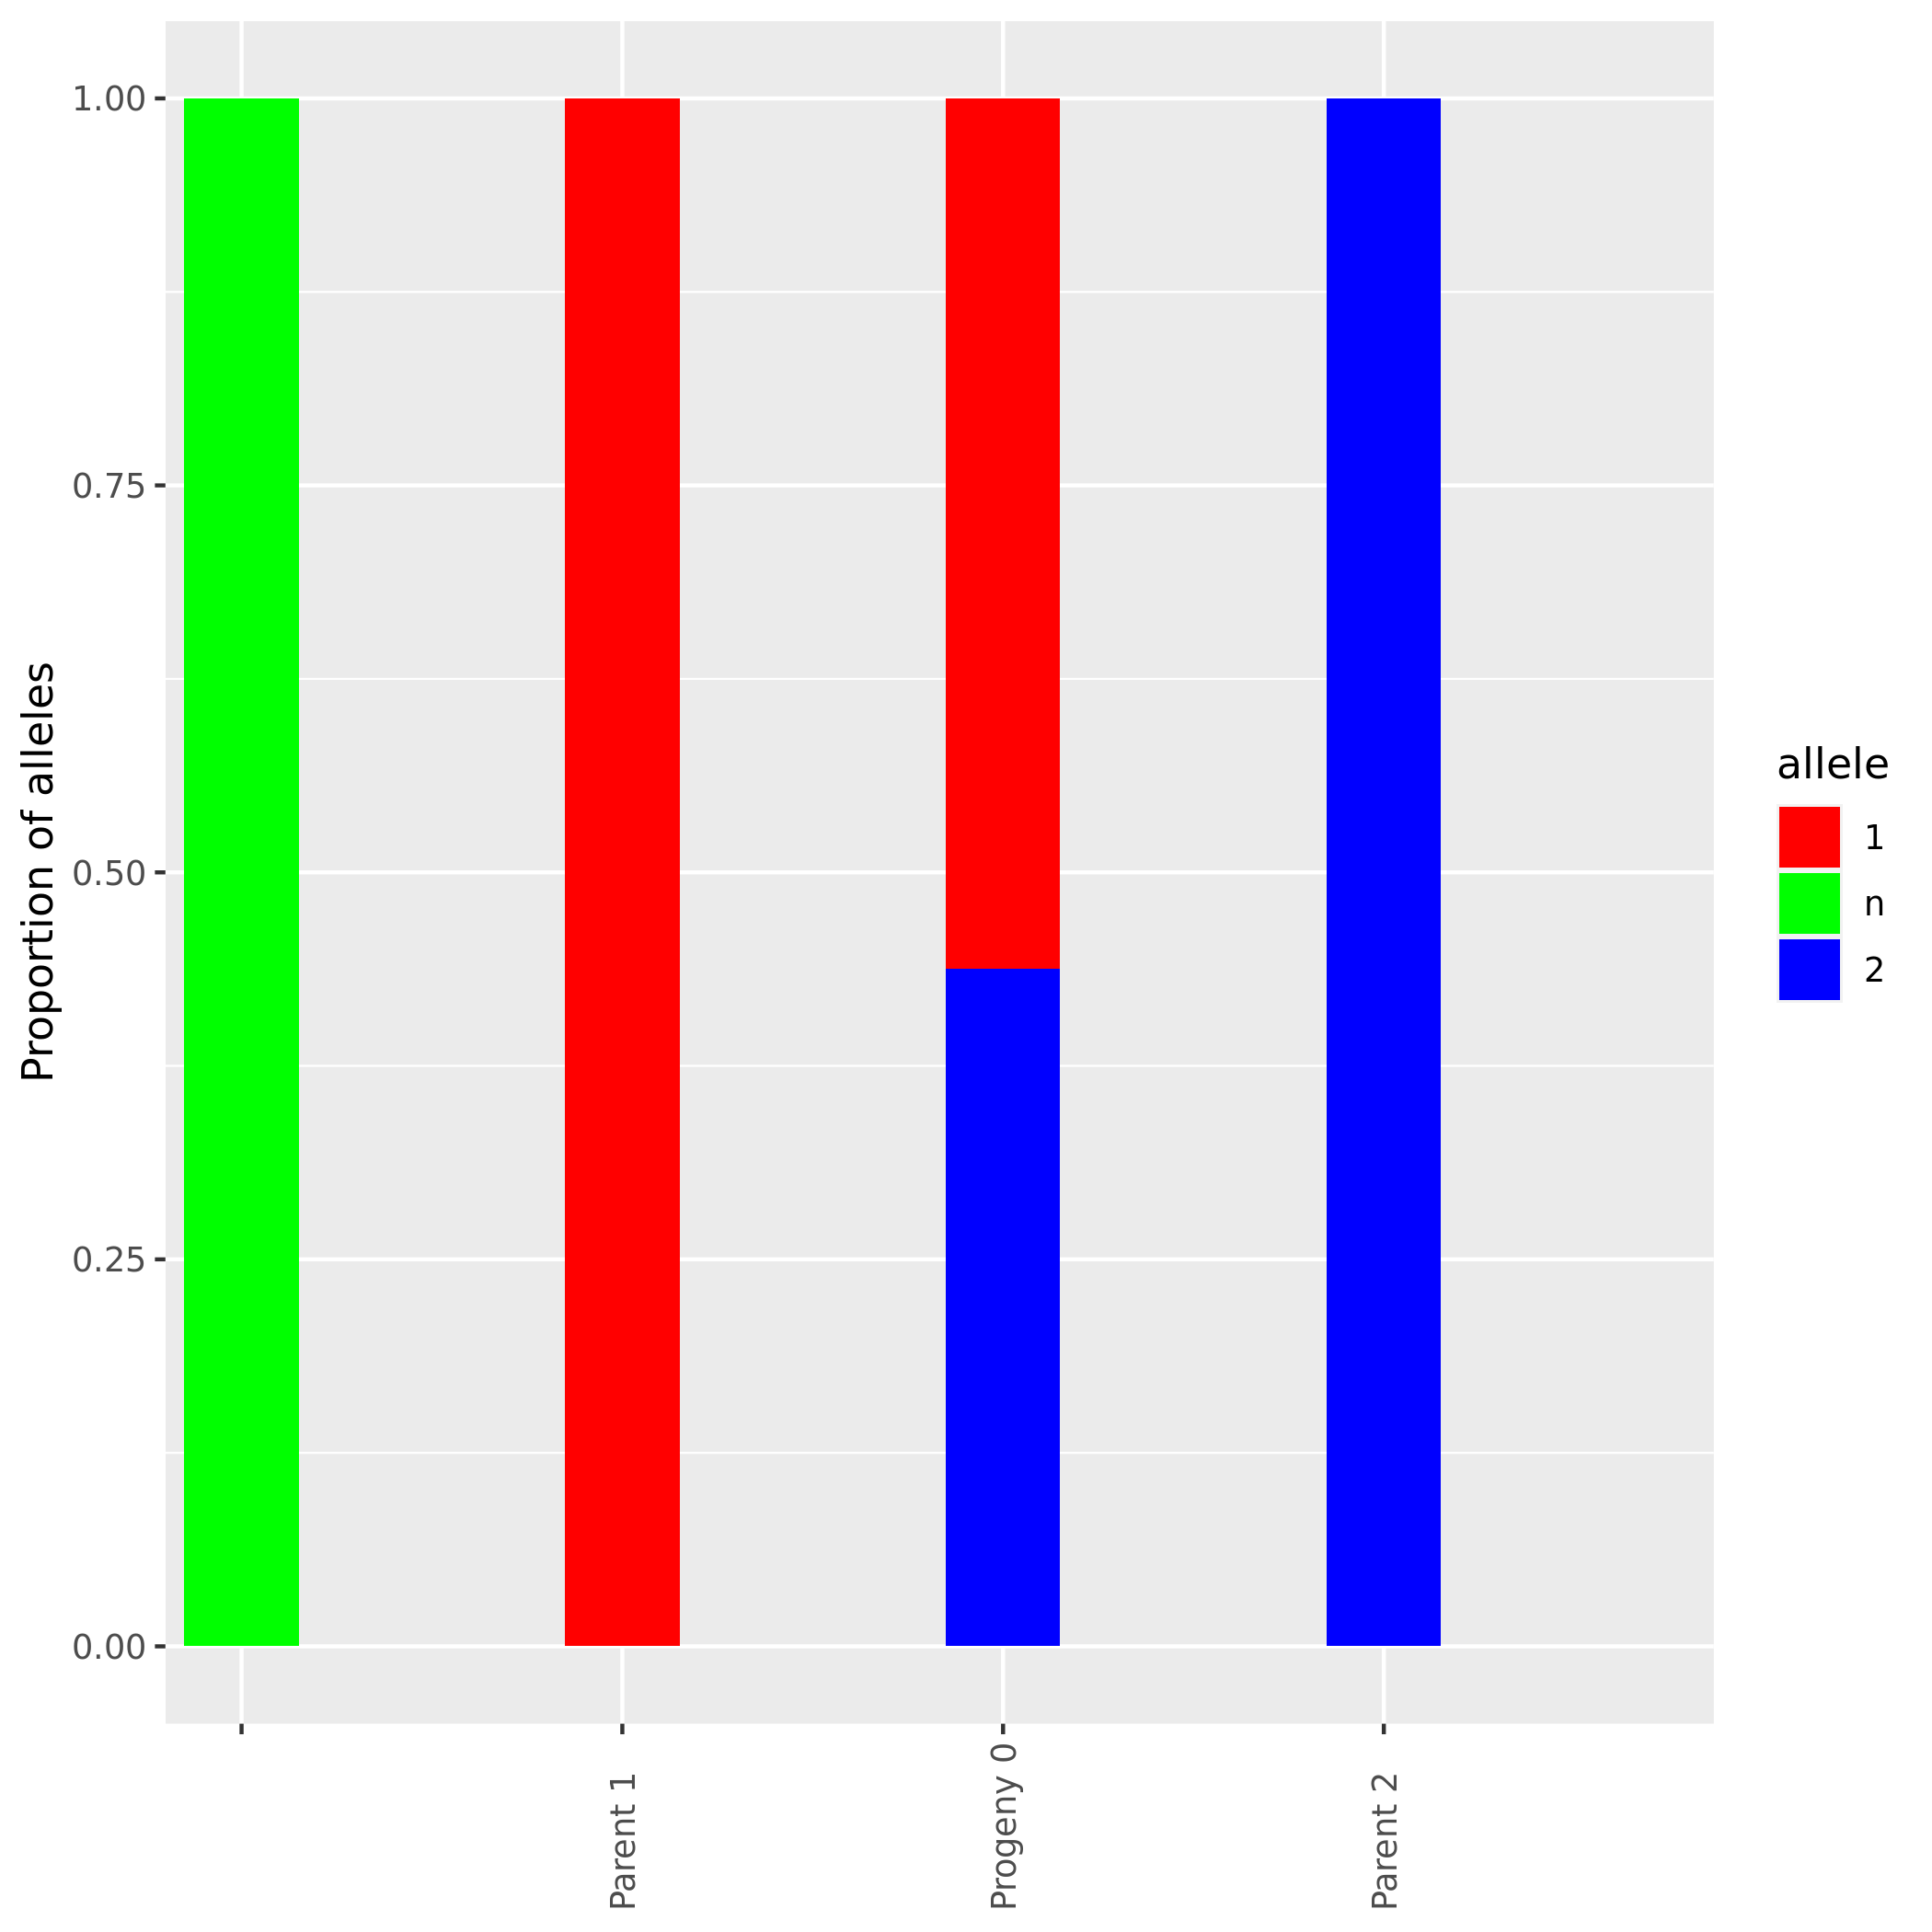 Proportion of alleles
1.00
0.75
0.50
0.25
0.00
Parent 1
Progeny 0
Parent 2
allele
1
n
2